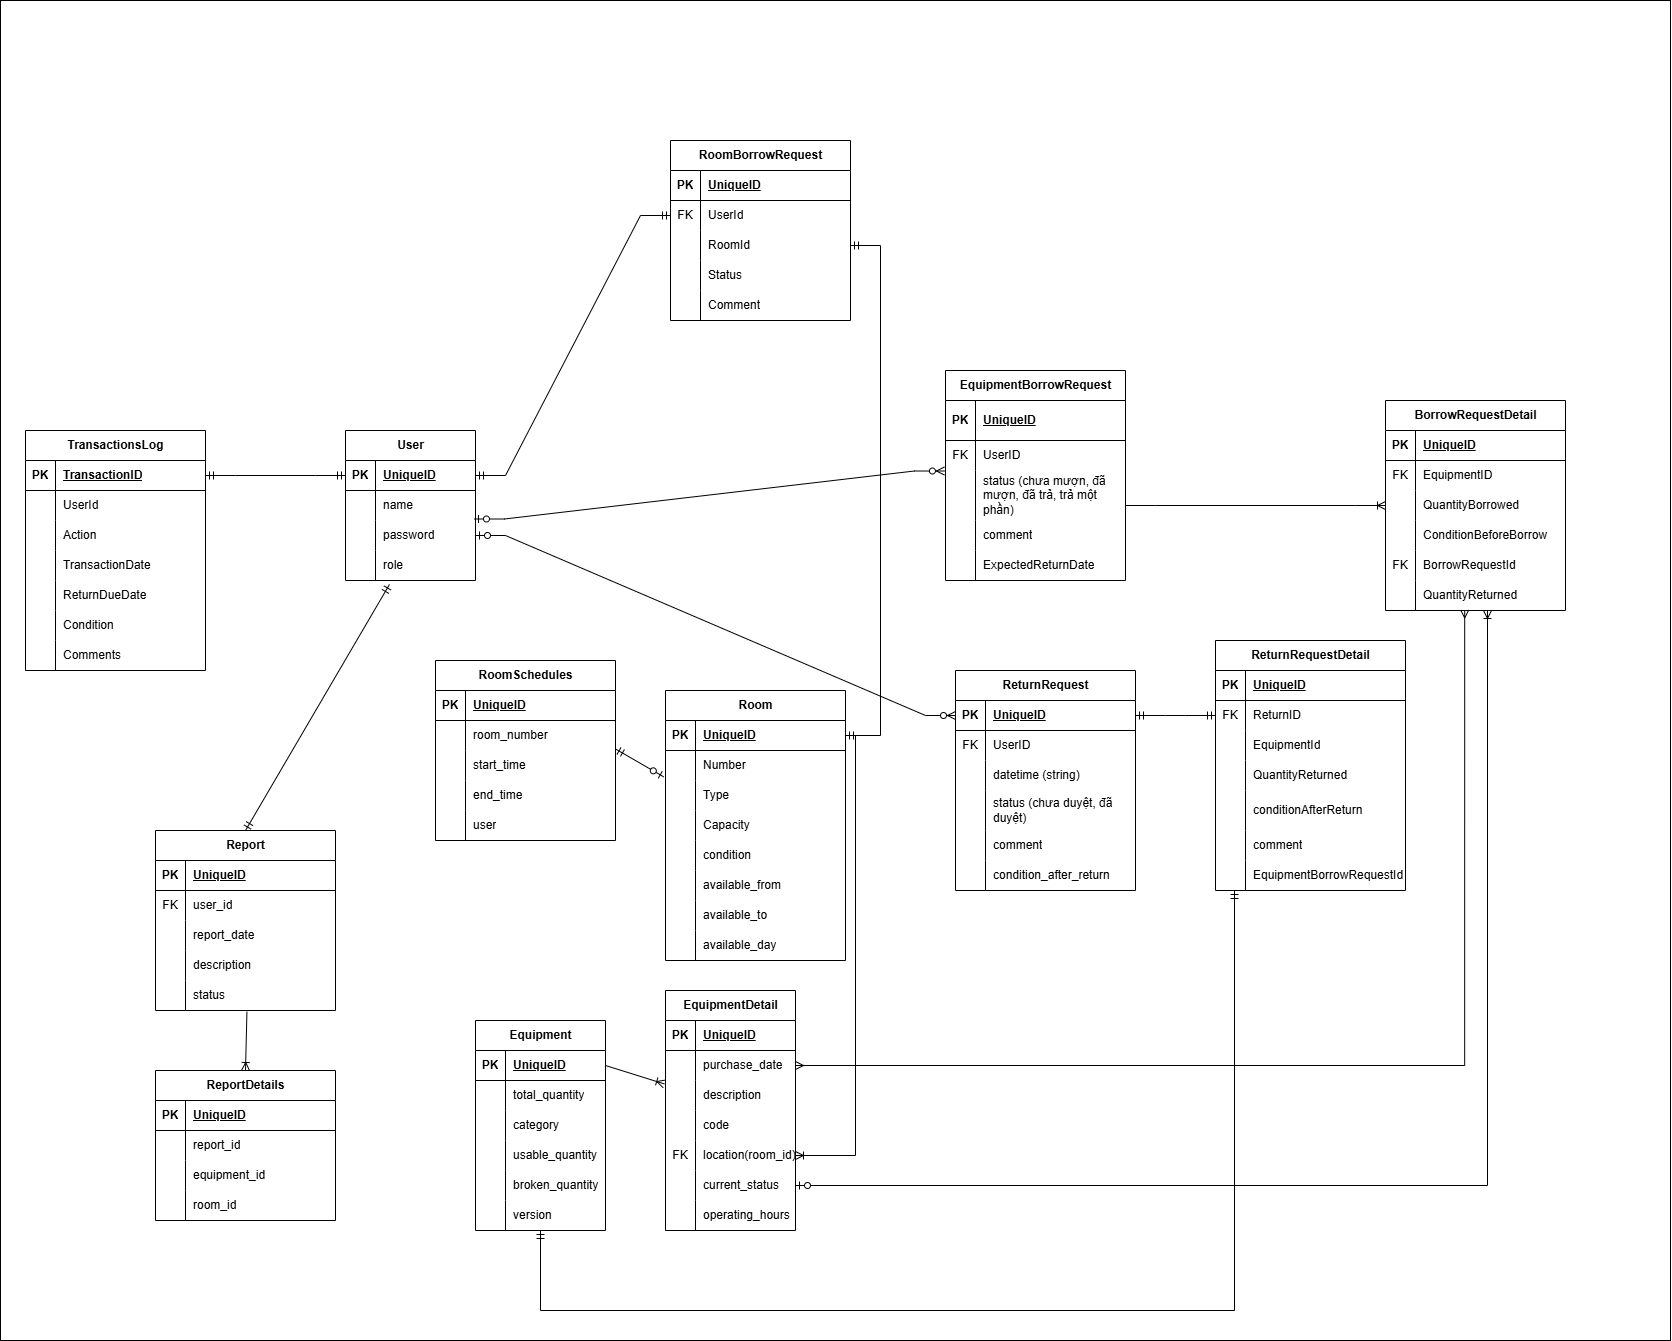 RoomBorrowRequest
PK UniqueID
FK UserId
RoomId
Status
Comment
EquipmentBorrowRequest
PK UniqueID
FK UserID
status (chưa mượn, đã
mượn, đã trả, trả một
phần)
comment
ExpectedReturnDate
BorrowRequestDetail
PK UniqueID
FK EquipmentID
QuantityBorrowed
ConditionBeforeBorrow
FK BorrowRequestId
QuantityReturned
TransactionsLog
PK TransactionID
UserId
Action
TransactionDate
ReturnDueDate
Condition
Comments
User
PK UniqueID
name
password
role
RoomSchedules
PK UniqueID
room_number
start_time
end_time
user
Room
PK UniqueID
Number
Type
Capacity
condition
available_from
available_to
available_day
ReturnRequest
PK UniqueID
FK UserID
datetime (string)
status (chưa duyệt, đã
duyệt)
comment
condition_after_return
ReturnRequestDetail
PK UniqueID
FK ReturnID
EquipmentId
QuantityReturned
conditionAfterReturn
comment
EquipmentBorrowRequestId
Report
PK UniqueID
FK user_id
report_date
description
status
ReportDetails
PK UniqueID
report_id
equipment_id
room_id
Equipment
PK UniqueID
total_quantity
category
usable_quantity
broken_quantity
version
EquipmentDetail
PK UniqueID
purchase_date
description
code
FK location(room_id)
current_status
operating_hours